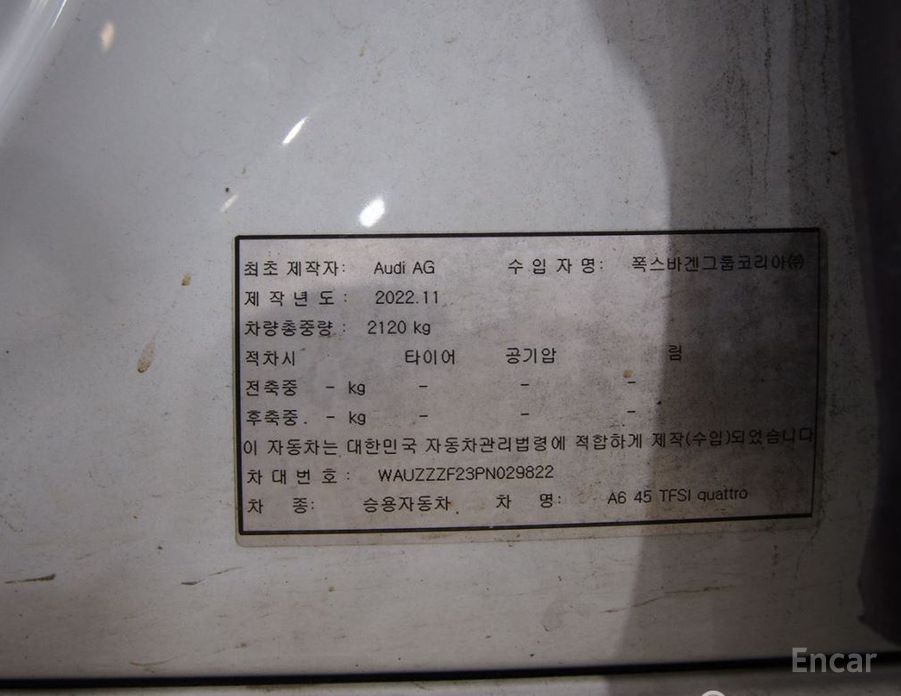 최초 제작자: Audi AG 수 입 자 명: 폭스바겐그룹코리아㈜
제 작 년 도 : 2022.11
차량총중량 : 2120 kg
적차시 타이어 공기압 림
전축중 - kg - - -
후축중. - kg - - -
이 자동차는 대한민국 자동차관리법령에 적합하게 제작(수입)되었습니다
차 대 번 호 : WAUZZZF23PN029822
차 종: 승용자동차. 차 명: A6 45 TFSI quattro
Encar